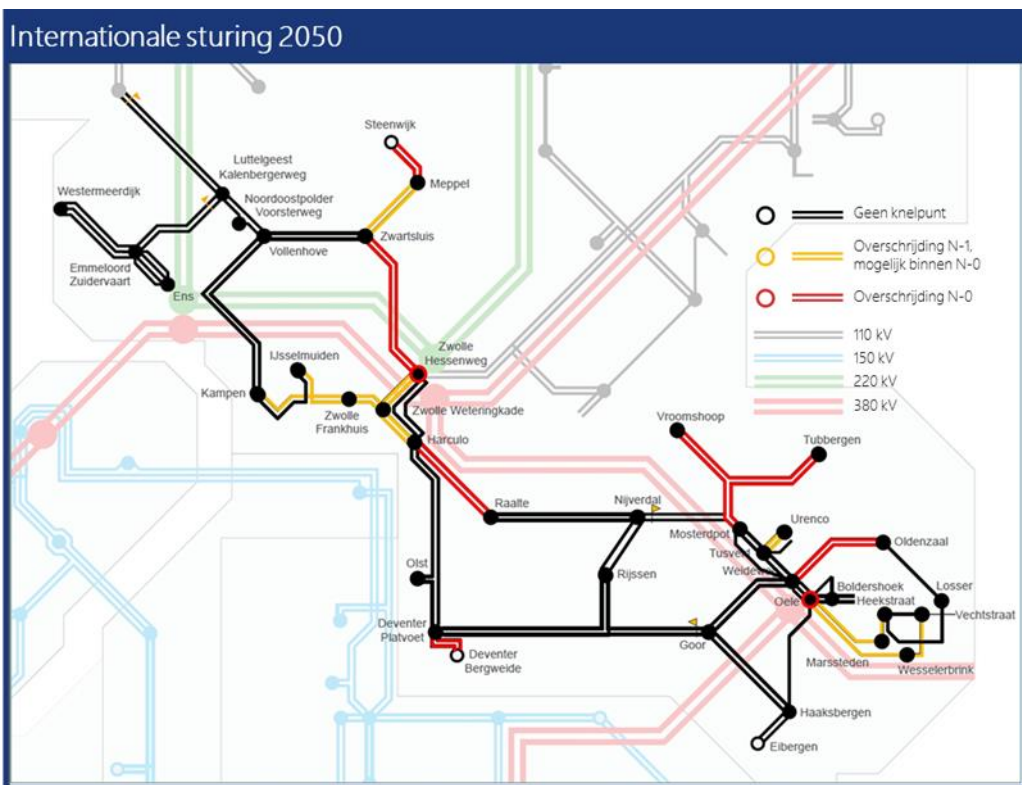 Internationale sturing 2050
Steenwijk
Luttelgeest
Kalenbergerweg
Meppel
Westermeerdijk
Noordoostpolder
Voorsterweg
Zwartsluis
Vollenhove
Emmeloord
Zuidervaart
Ens
Geen knelpunt
Overschrijding N-1,
mogelijk binnen N-0
Overschrijding N-0
110 kV
150 kV
220 kV
380 kV
Zwolle
Hessenweg
IJsselmuiden
Kampen
Zwolle
Frankhuis
Zwolle Weteringkade
Harculo
Vroomshoop
Tubbergen
Raalte
Nijverdal
Urenco
Mosterdpot
Tusveld
Oldenzaal
Olst
Rijssen
Boldershoek
Losser
Oele
Heekstraat
Vechtstraat
Deventer
Platvoet
Goor
Deventer
Bergweide
Marssteden
Wesselerbrink
Haaksbergen
Eibergen